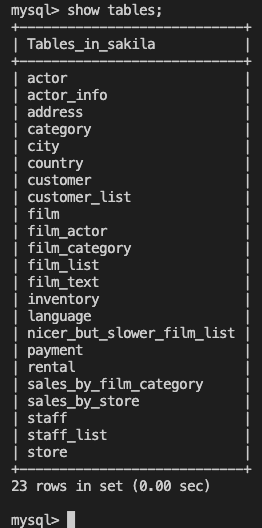 mysql> show tables;
+----------------------------+
| Tables_in_sakila           |
+----------------------------+
| actor                      |
| actor_info                 |
| address                    |
| category                   |
| city                       |
| country                    |
| customer                   |
| customer_list              |
| film                       |
| film_actor                 |
| film_category              |
| film_list                  |
| film_text                  |
| inventory                  |
| language                   |
| nicer_but_slower_film_list |
| payment                    |
| rental                     |
| sales_by_film_category     |
| sales_by_store             |
| staff                      |
| staff_list                 |
| store                      |
+----------------------------+
23 rows in set (0.00 sec)
mysql>